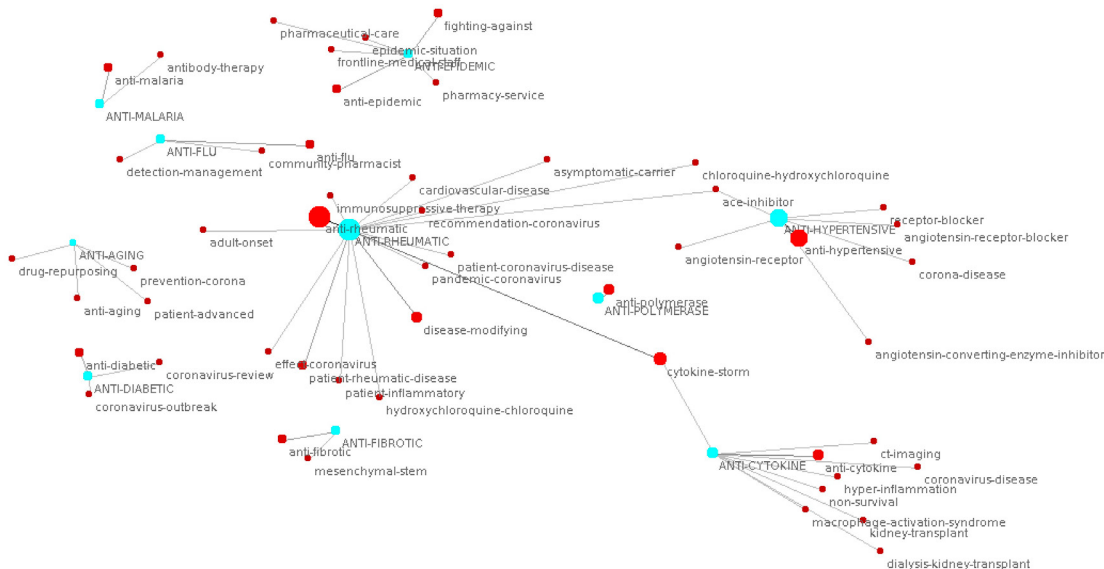 fighting-against
pharmaceutical-care
epidemic-situation
frontline-medical-staff
ANTI-EPIDEMIC
antibody-therapy
anti-malaria
pharmacy-service
anti-epidemic
ANTI-MALARIA
ANTI-FLU
anti-flu
community-pharmacist
detection-management
asymptomatic-carrier
chloroquine-hydroxychloroquine
cardiovascular-disease
ace-inhibitor
immunosuppressive-therapy
recommendation-coronavirus
receptor-blocker
anti-rheumatic
ANTI-HYPERTENSIVE
angiotensin-receptor-blocker
adult-onset
ANTI-RHEUMATIC
anti-hypertensive
ANTI-AGING
angiotensin-receptor
drug-repurposing
patient-coronavirus-disease
corona-disease
prevention-corona
pandemic-coronavirus
anti-polymerase
anti-aging
patient-advanced
ANTI-POLYMERASE
disease-modifying
angiotensin-converting-enzyme-inhibitor
anti-diabetic
coronavirus-review
effect-coronavirus
cytokine-storm
patient-rheumatic-disease
ANTI-DIABETIC
patient-inflammatory
coronavirus-outbreak
hydroxychloroquine-chloroquine
ANTI-FIBROTIC
anti-fibrotic
ct-imaging
mesenchymal-stem
ANTI-CYTOKINE
anti-cytokine
coronavirus-disease
hyper-inflammation
non-survival
macrophage-activation-syndrome
kidney-transplant
dialysis-kidney-transplant